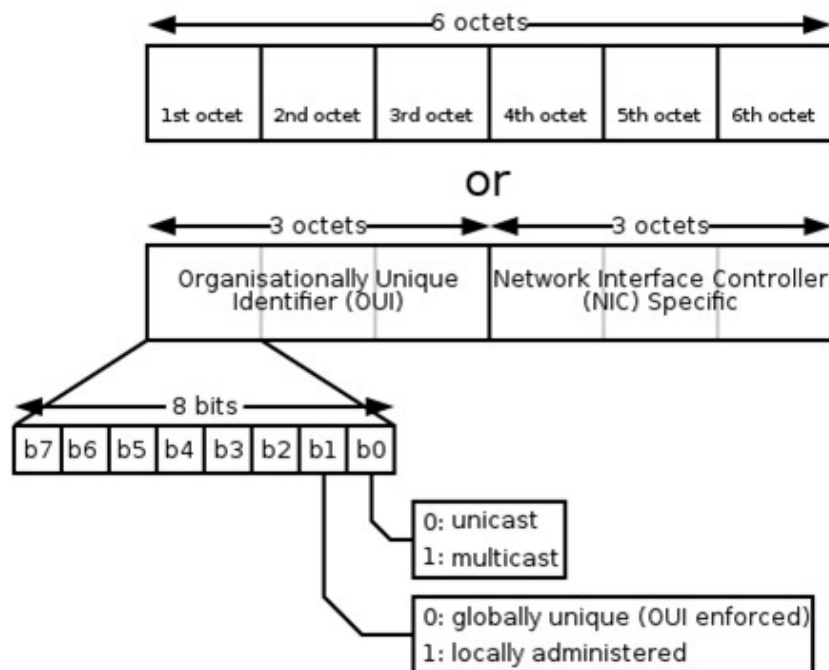 6 octets
1st octet 2nd octet 3rd octet 4th octet 5th octet 6th octet
or
3 octets 3 octets
Organisationally Unique
Identifier (OUI)
Network Interface Controller
(NIC) Specific
8 bits
b7 b6 b5 b4 b3 b2 b1 b0
0: unicast
1: multicast
0: globally unique (OUI enforced)
1: locally administered